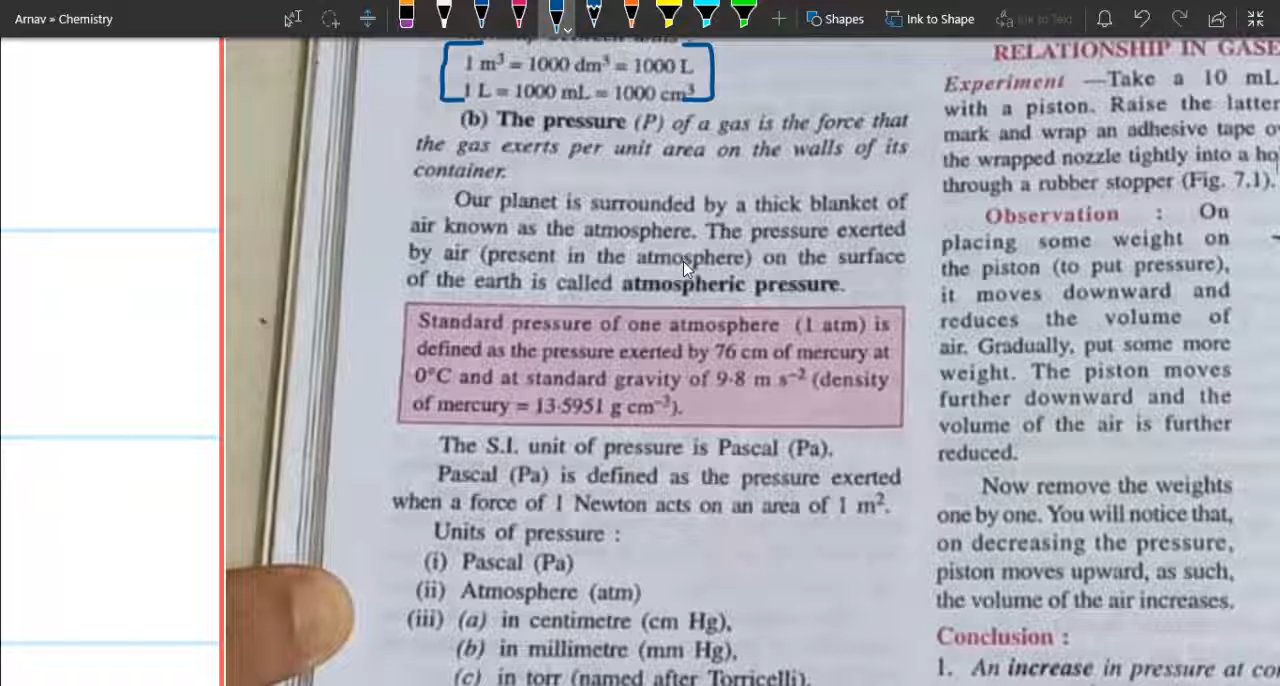 Arnav » Chemistry
Shapes
Ink to Shape
Ink to Text
1 m³ = 1000 dm³ = 1000 L
1 L = 1000 mL = 1000 cm³
(b) The pressure (P) of a gas is the force that
the gas exerts per unit area on the walls of its
container.
Our planet is surrounded by a thick blanket of
air known as the atmosphere. The pressure exerted
by air (present in the atmosphere) on the surface
of the earth is called atmospheric pressure.
Standard pressure of one atmosphere (1 atm) is
defined as the pressure exerted by 76 cm of mercury at
0°C and at standard gravity of 9·8 m s⁻² (density
of mercury = 13·5951 g cm⁻³).
The S.I. unit of pressure is Pascal (Pa).
Pascal (Pa) is defined as the pressure exerted
when a force of 1 Newton acts on an area of 1 m².
Units of pressure :
(i) Pascal (Pa)
(ii) Atmosphere (atm)
(iii) (a) in centimetre (cm Hg),
(b) in millimetre (mm Hg),
(c) in torr (named after Torricelli).
RELATIONSHIP IN GASE
Experiment —Take a 10 mL
with a piston. Raise the latter
mark and wrap an adhesive tape
the wrapped nozzle tightly into a
through a rubber stopper (Fig. 7.1).
Observation : On
placing some weight on
the piston (to put pressure),
it moves downward and
reduces the volume of
air. Gradually, put some more
weight. The piston moves
further downward and the
volume of the air is further
reduced.
Now remove the weights
one by one. You will notice that,
on decreasing the pressure,
piston moves upward, as such,
the volume of the air increases.
Conclusion :
1. An increase in pressure at